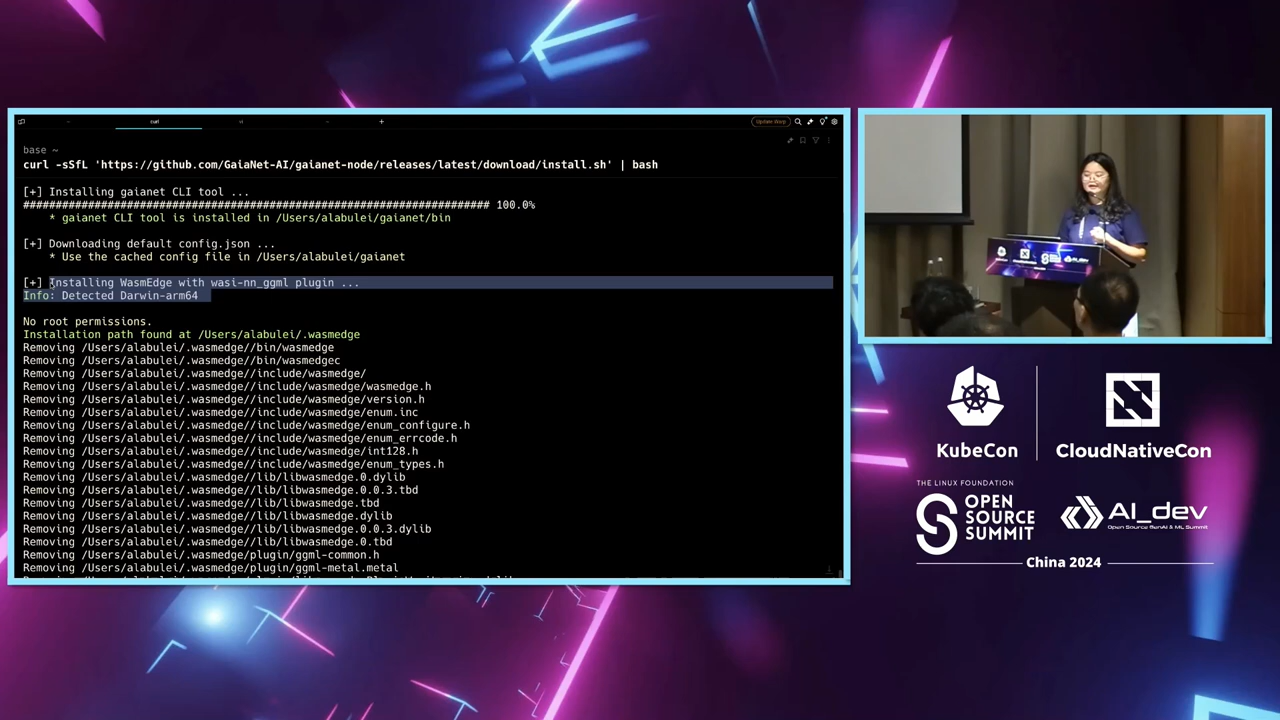 curl
Update Warp
base ~
curl -sSfL 'https://github.com/GaiaNet-AI/gaianet-node/releases/latest/download/install.sh' | bash
[+] Installing gaianet CLI tool ...
######################################################################## 100.0%
* gaianet CLI tool is installed in /Users/alabulei/gaianet/bin
[+] Downloading default config.json ...
* Use the cached config file in /Users/alabulei/gaianet
[+] Installing WasmEdge with wasi-nn_ggml plugin ...
Info: Detected Darwin-arm64
No root permissions.
Installation path found at /Users/alabulei/.wasmedge
Removing /Users/alabulei/.wasmedge//bin/wasmedge
Removing /Users/alabulei/.wasmedge//bin/wasmedgec
Removing /Users/alabulei/.wasmedge//include/wasmedge/
Removing /Users/alabulei/.wasmedge//include/wasmedge/wasmedge.h
Removing /Users/alabulei/.wasmedge//include/wasmedge/version.h
Removing /Users/alabulei/.wasmedge//include/wasmedge/enum.inc
Removing /Users/alabulei/.wasmedge//include/wasmedge/enum_configure.h
Removing /Users/alabulei/.wasmedge//include/wasmedge/enum_errcode.h
Removing /Users/alabulei/.wasmedge//include/wasmedge/int128.h
Removing /Users/alabulei/.wasmedge//include/wasmedge/enum_types.h
Removing /Users/alabulei/.wasmedge//lib/libwasmedge.0.dylib
Removing /Users/alabulei/.wasmedge//lib/libwasmedge.0.0.3.tbd
Removing /Users/alabulei/.wasmedge//lib/libwasmedge.tbd
Removing /Users/alabulei/.wasmedge//lib/libwasmedge.dylib
Removing /Users/alabulei/.wasmedge//lib/libwasmedge.0.0.3.dylib
Removing /Users/alabulei/.wasmedge//lib/libwasmedge.0.tbd
Removing /Users/alabulei/.wasmedge/plugin/ggml-common.h
Removing /Users/alabulei/.wasmedge/plugin/ggml-metal.metal
KubeCon
CloudNativeCon
THE LINUX FOUNDATION
OPEN
SOURCE
SUMMIT
AI_dev
Open Source GenAI & ML Summit
China 2024